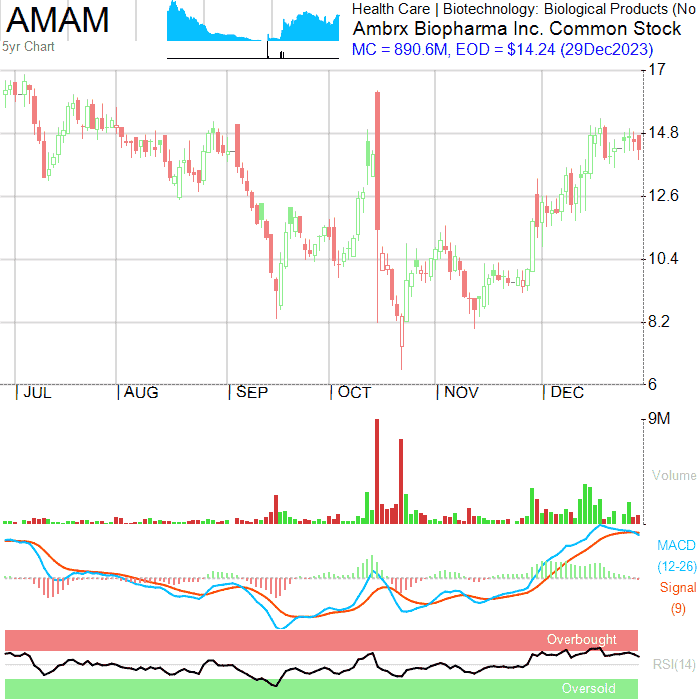 AMAM
5yr Chart
Health Care | Biotechnology: Biological Products (No
Ambrx Biopharma Inc. Common Stock
MC = 890.6M, EOD = $14.24 (29Dec2023)
17
14.8
12.6
10.4
8.2
6
JUL
AUG
SEP
OCT
NOV
DEC
9M
Volume
MACD
(12-26)
Signal
(9)
Overbought
RSI(14)
Oversold